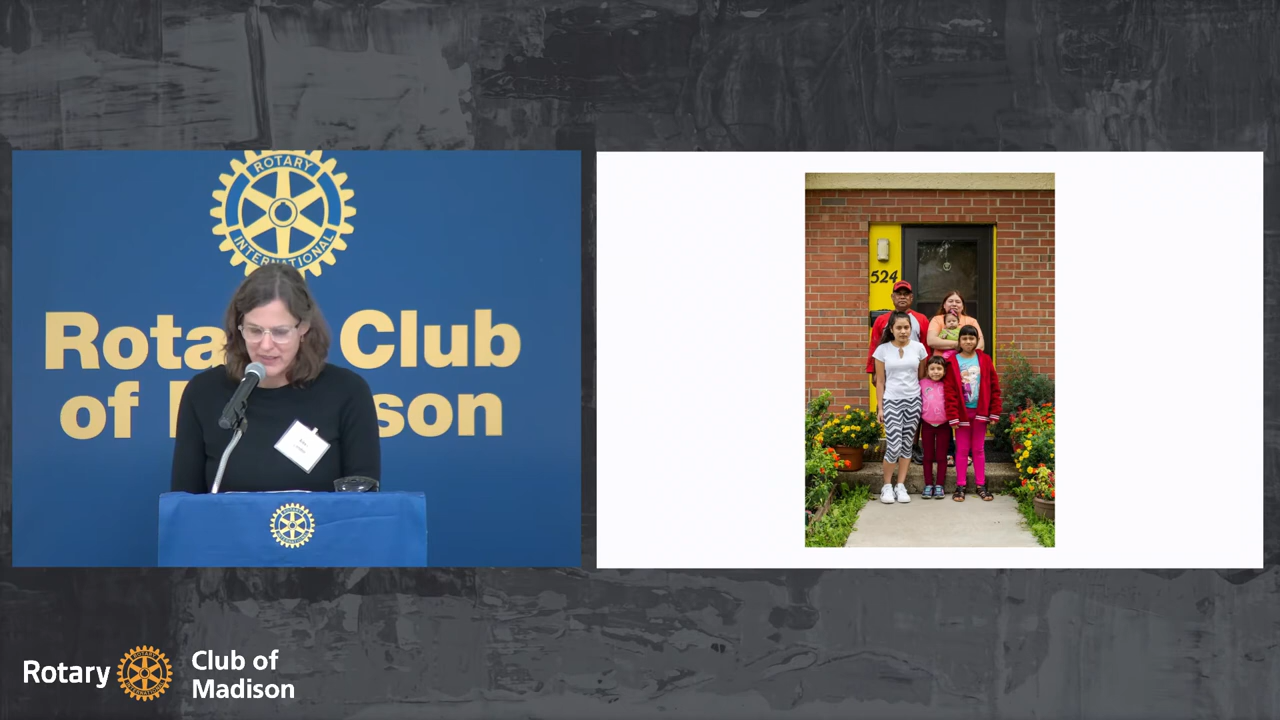 ROTARY
INTERNATIONAL
Rota Club
of M son
524
Rotary
Club of
Madison